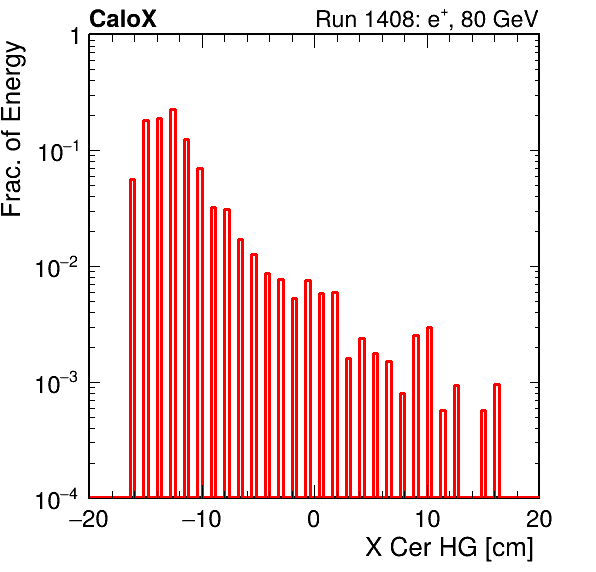 CaloX Run 1408: e⁺, 80 GeV
Frac. of Energy
1
10⁻¹
10⁻²
10⁻³
10⁻⁴
−20 −10 0 10 20
X Cer HG [cm]